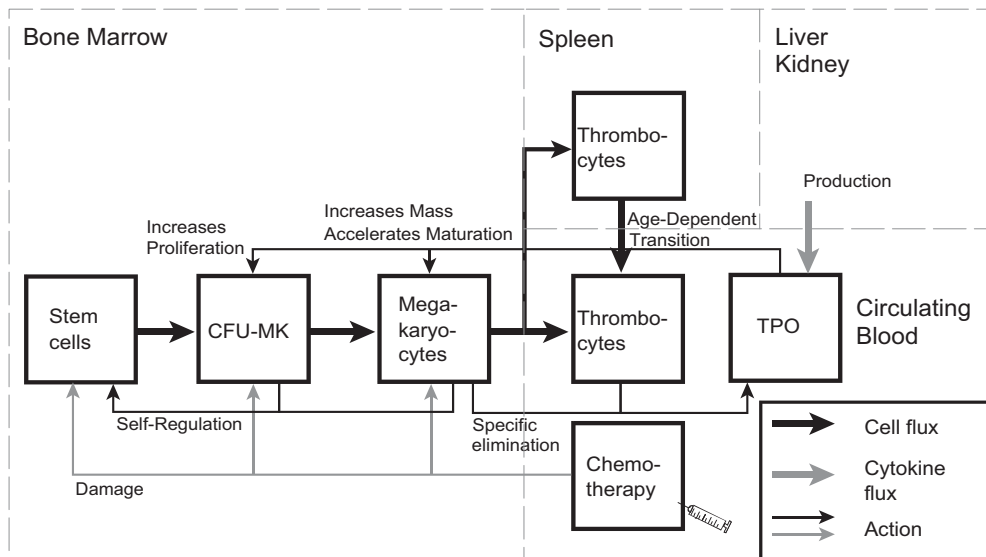 Bone Marrow
Spleen
Liver
Kidney
Thrombo-
cytes
Production
Increases Mass
Accelerates Maturation
Increases
Proliferation
Age-Dependent
Transition
Stem
cells
CFU-MK
Mega-
karyo-
cytes
Thrombo-
cytes
TPO
Circulating
Blood
Self-Regulation
Specific
elimination
Damage
Chemo-
therapy
Cell flux
Cytokine
flux
Action